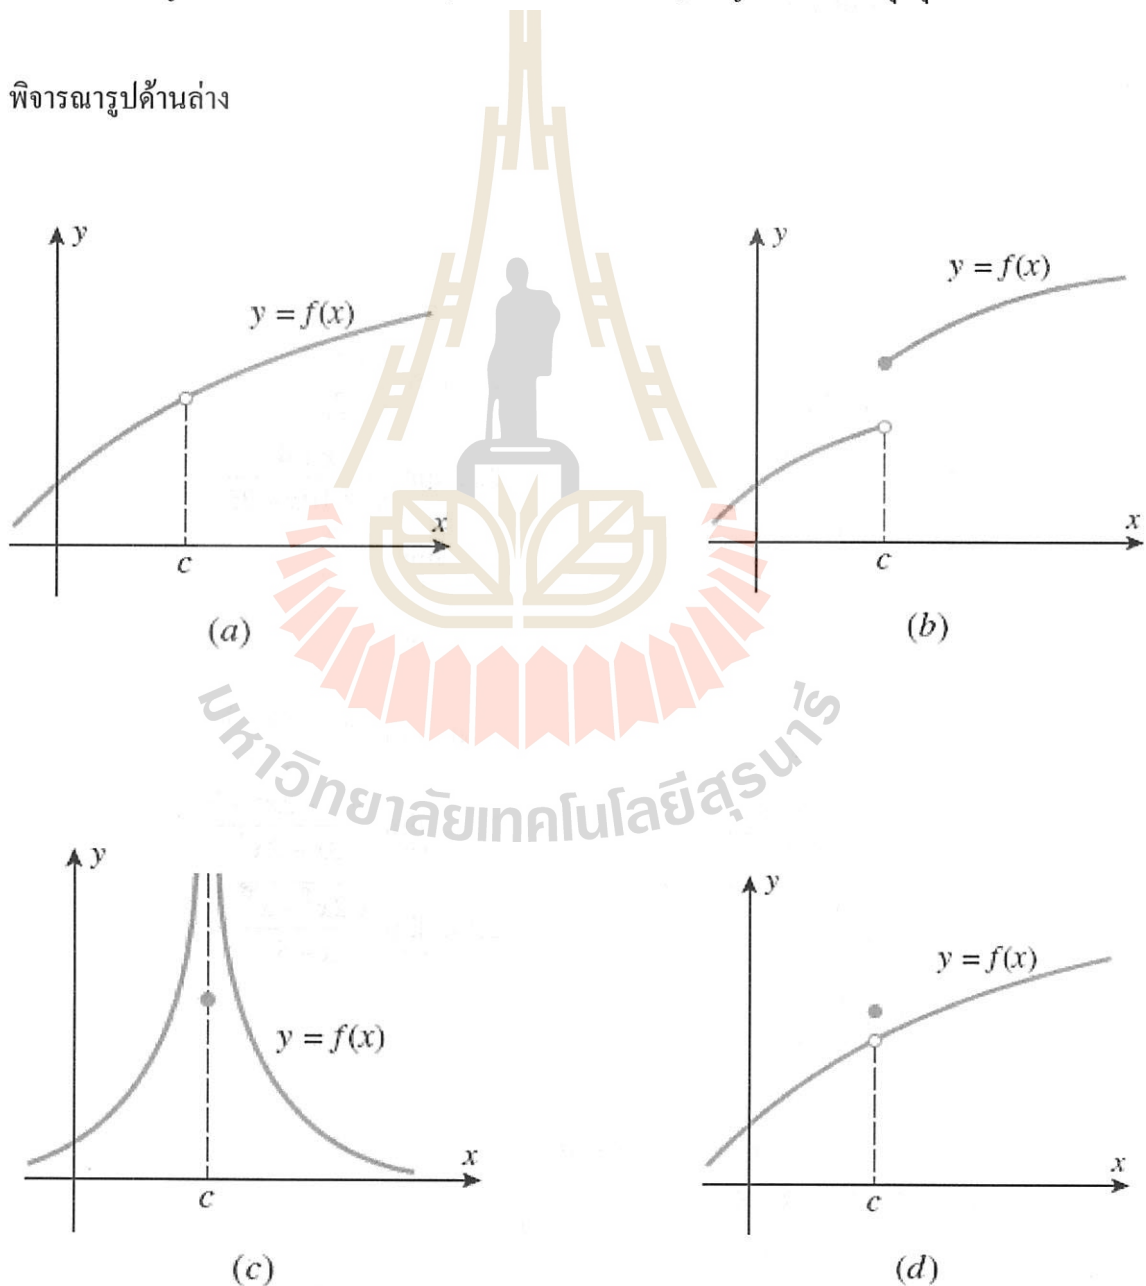 พิจารณารูปด้านล่าง
y
y = f(x)
x
c
(a)
y
y = f(x)
x
c
(b)
มหาวิทยาลัยเทคโนโลยีสุรนารี
y
y = f(x)
x
c
(c)
y
y = f(x)
x
c
(d)